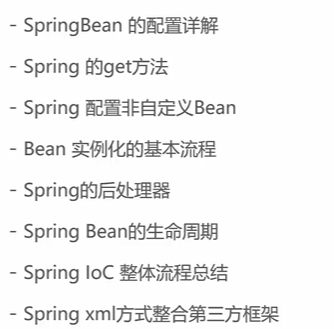 - SpringBean 的配置详解
- Spring 的get方法
- Spring 配置非自定义Bean
- Bean 实例化的基本流程
- Spring的后处理器
- Spring Bean的生命周期
- Spring IoC 整体流程总结
- Spring xml方式整合第三方框架